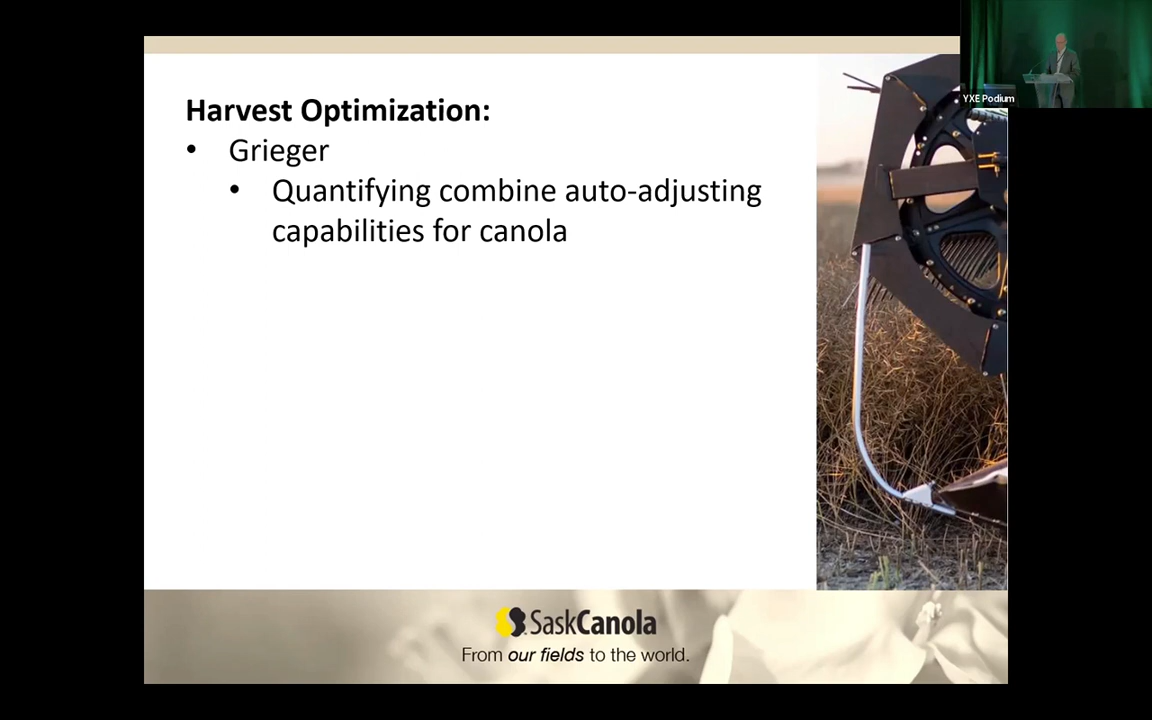 Harvest Optimization:
• Grieger
• Quantifying combine auto-adjusting
capabilities for canola
YXE Podium
SaskCanola
From our fields to the world.